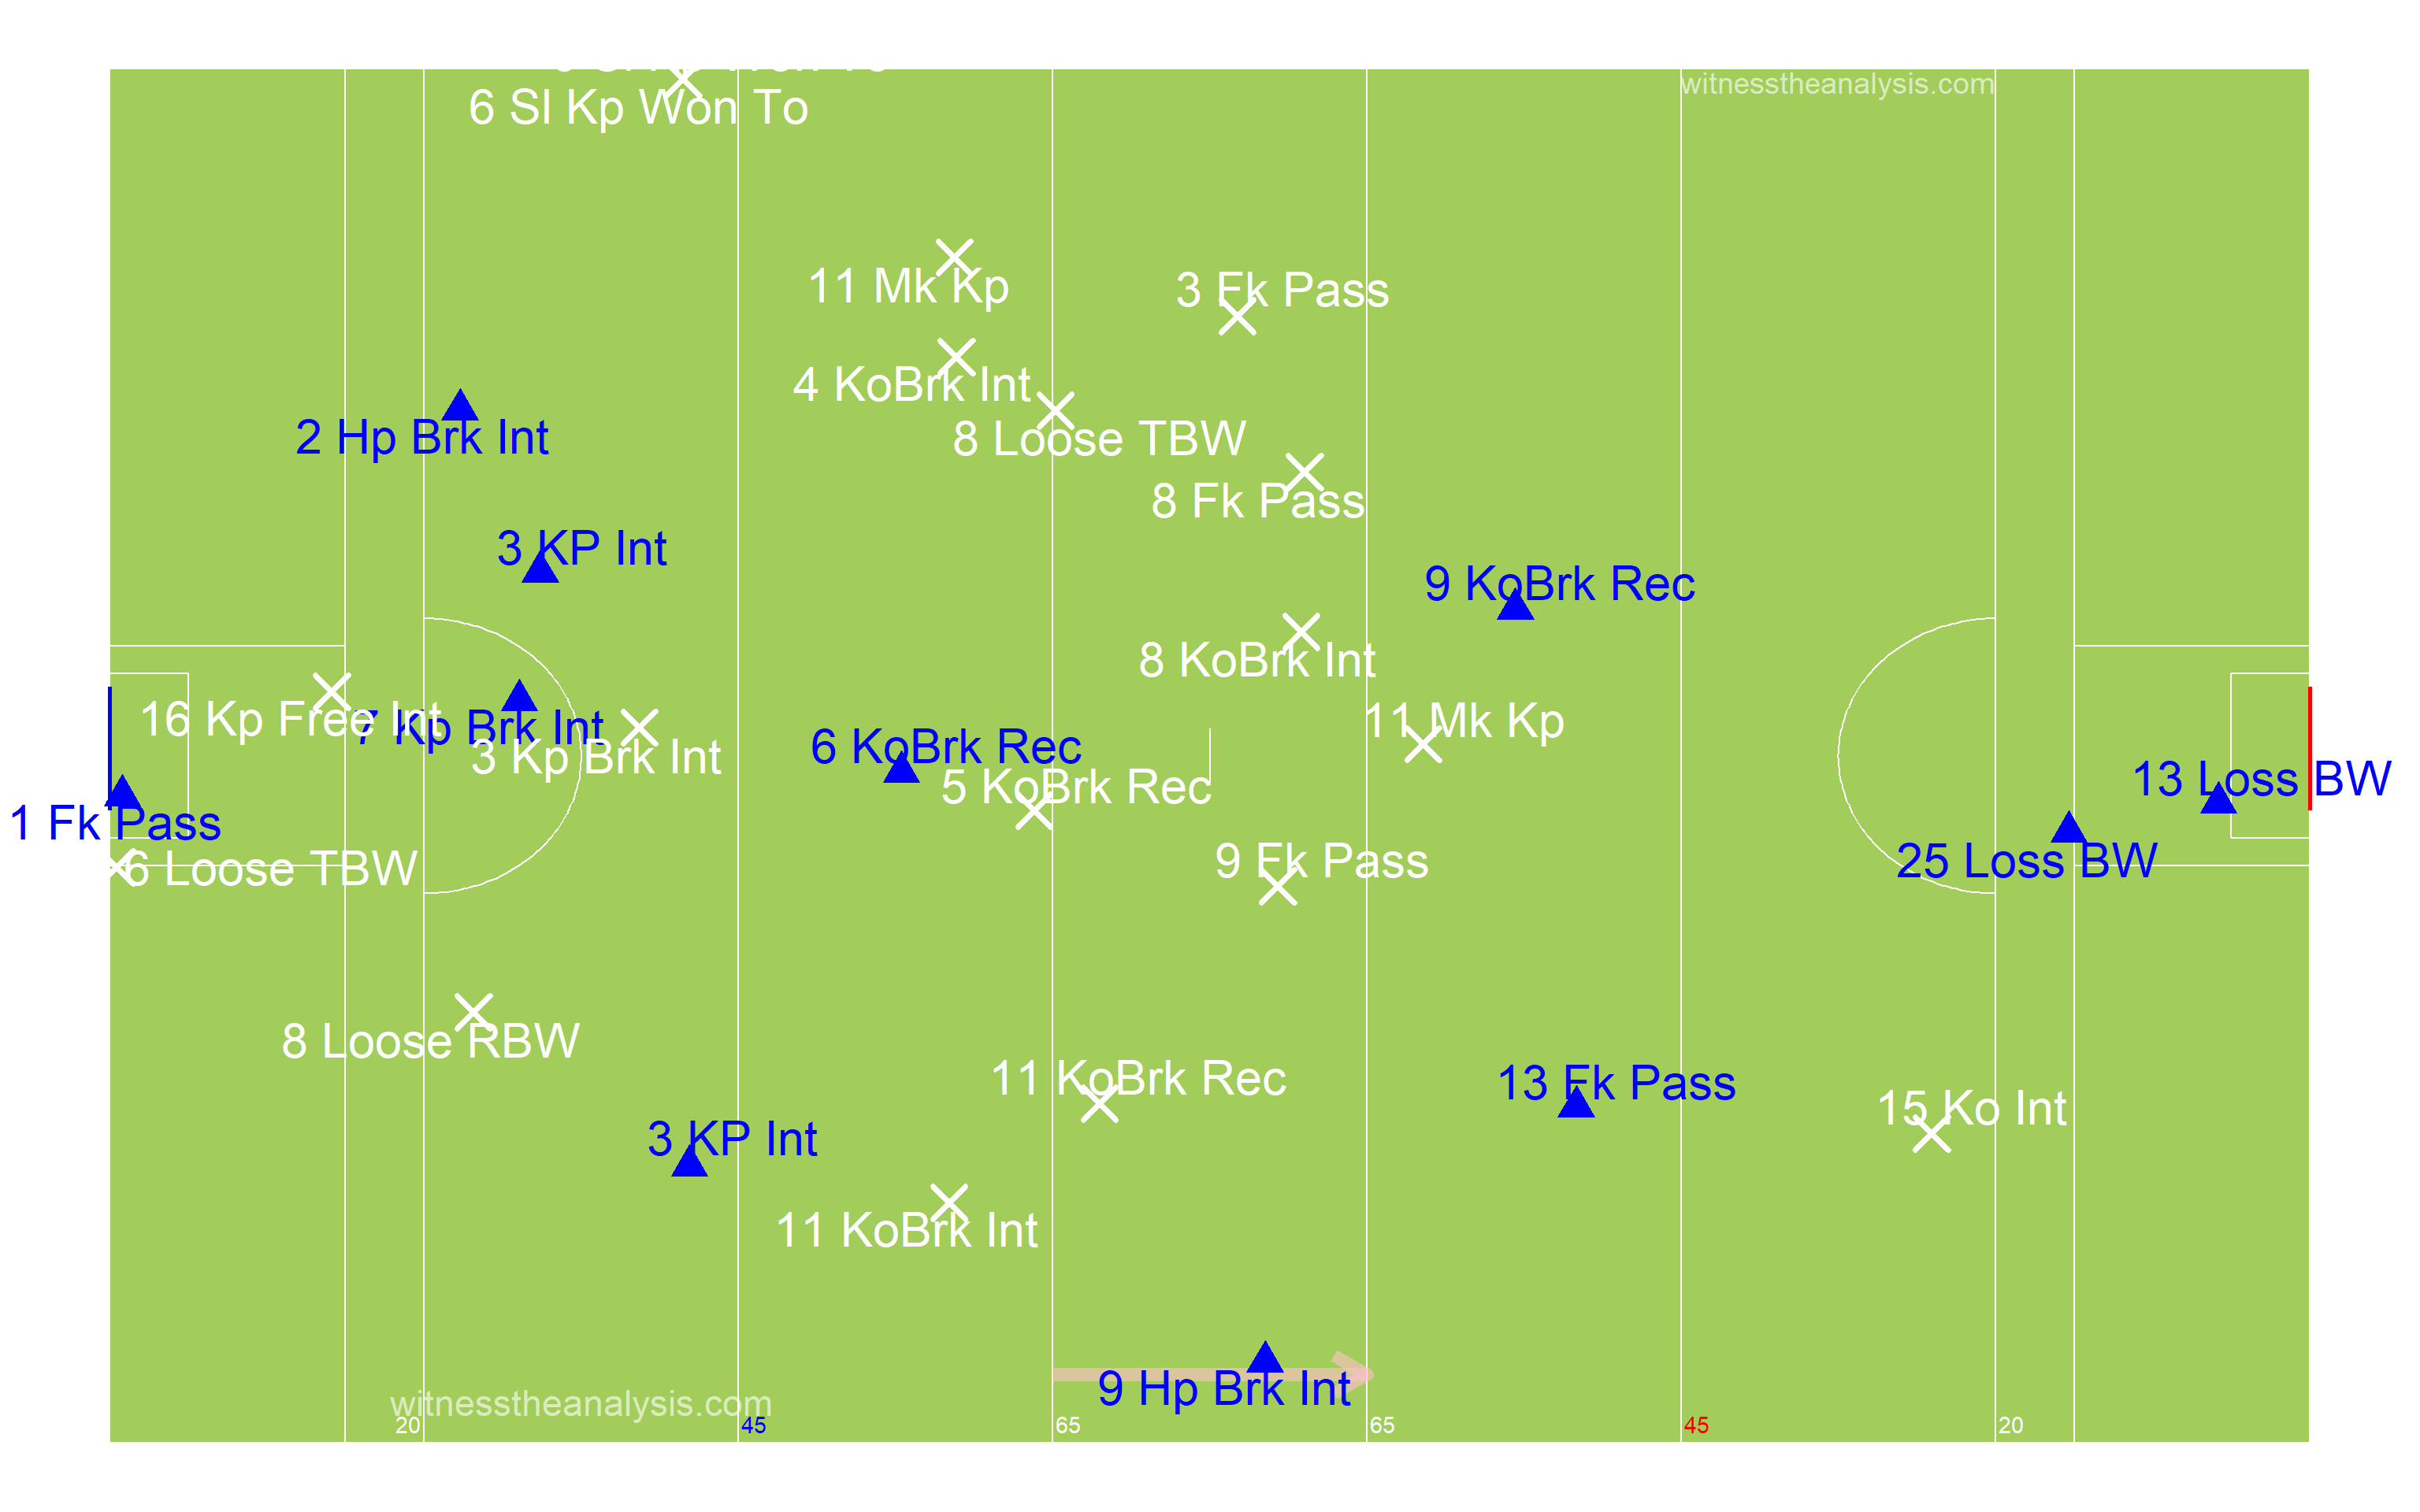 witnesstheanalysis.com
6 Sl Kp Won To
11 Mk Kp
3 Fk Pass
4 KoBrk Int
2 Hp Brk Int
8 Loose TBW
8 Fk Pass
3 KP Int
9 KoBrk Rec
8 KoBrk Int
16 Kp Free Int
7 Kp Brk Int
11 Mk Kp
3 Kp Brk Int
6 KoBrk Rec
5 KoBrk Rec
13 Loss BW
1 Fk Pass
6 Loose TBW
9 Fk Pass
25 Loss BW
8 Loose RBW
11 KoBrk Rec
13 Fk Pass
15 Ko Int
3 KP Int
11 KoBrk Int
9 Hp Brk Int
witnesstheanalysis.com
20
45
65
65
45
20